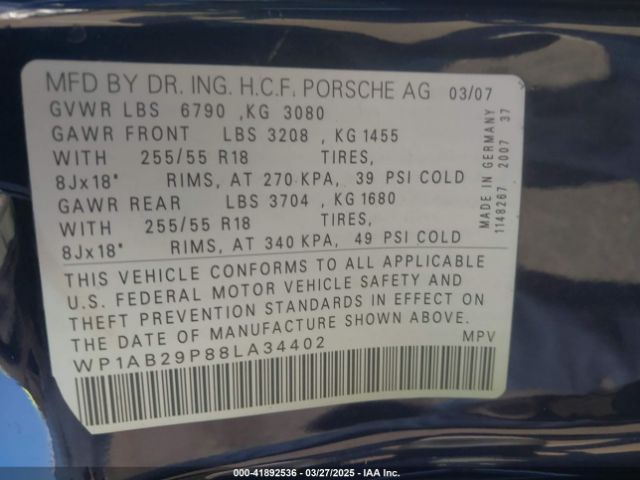 MFD BY DR. ING. H.C.F. PORSCHE AG 03/07
GVWR LBS 6790 ,KG 3080
GAWR FRONT LBS 3208 , KG 1455
WITH 255/55 R18 TIRES,
8Jx18" RIMS, AT 270 KPA, 39 PSI COLD
GAWR REAR LBS 3704 , KG 1680
WITH 255/55 R18 TIRES,
8Jx18" RIMS, AT 340 KPA, 49 PSI COLD
THIS VEHICLE CONFORMS TO ALL APPLICABLE
U.S. FEDERAL MOTOR VEHICLE SAFETY AND
THEFT PREVENTION STANDARDS IN EFFECT ON
THE DATE OF MANUFACTURE SHOWN ABOVE.
WP1AB29P88LA34402 MPV
MADE IN GERMANY
1148267 2007 37
000-41892536 - 03/27/2025 - IAA Inc.